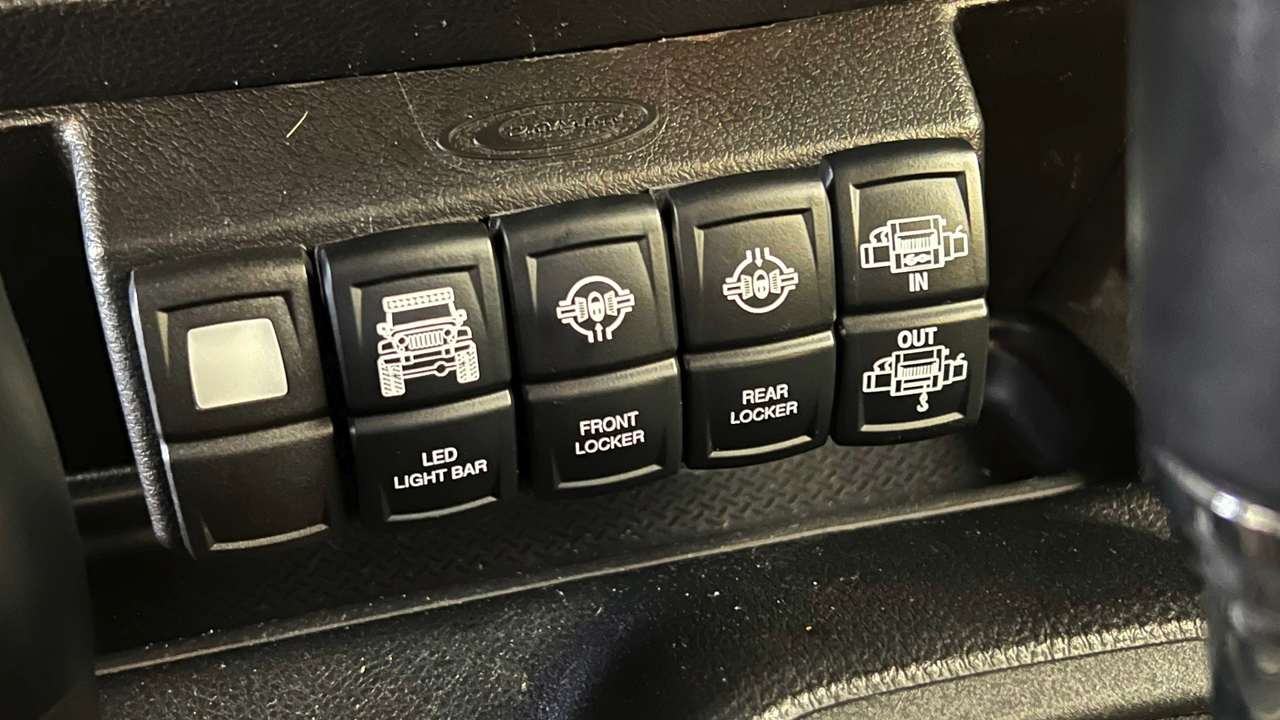 LED
LIGHT BAR
FRONT
LOCKER
REAR
LOCKER
IN
OUT